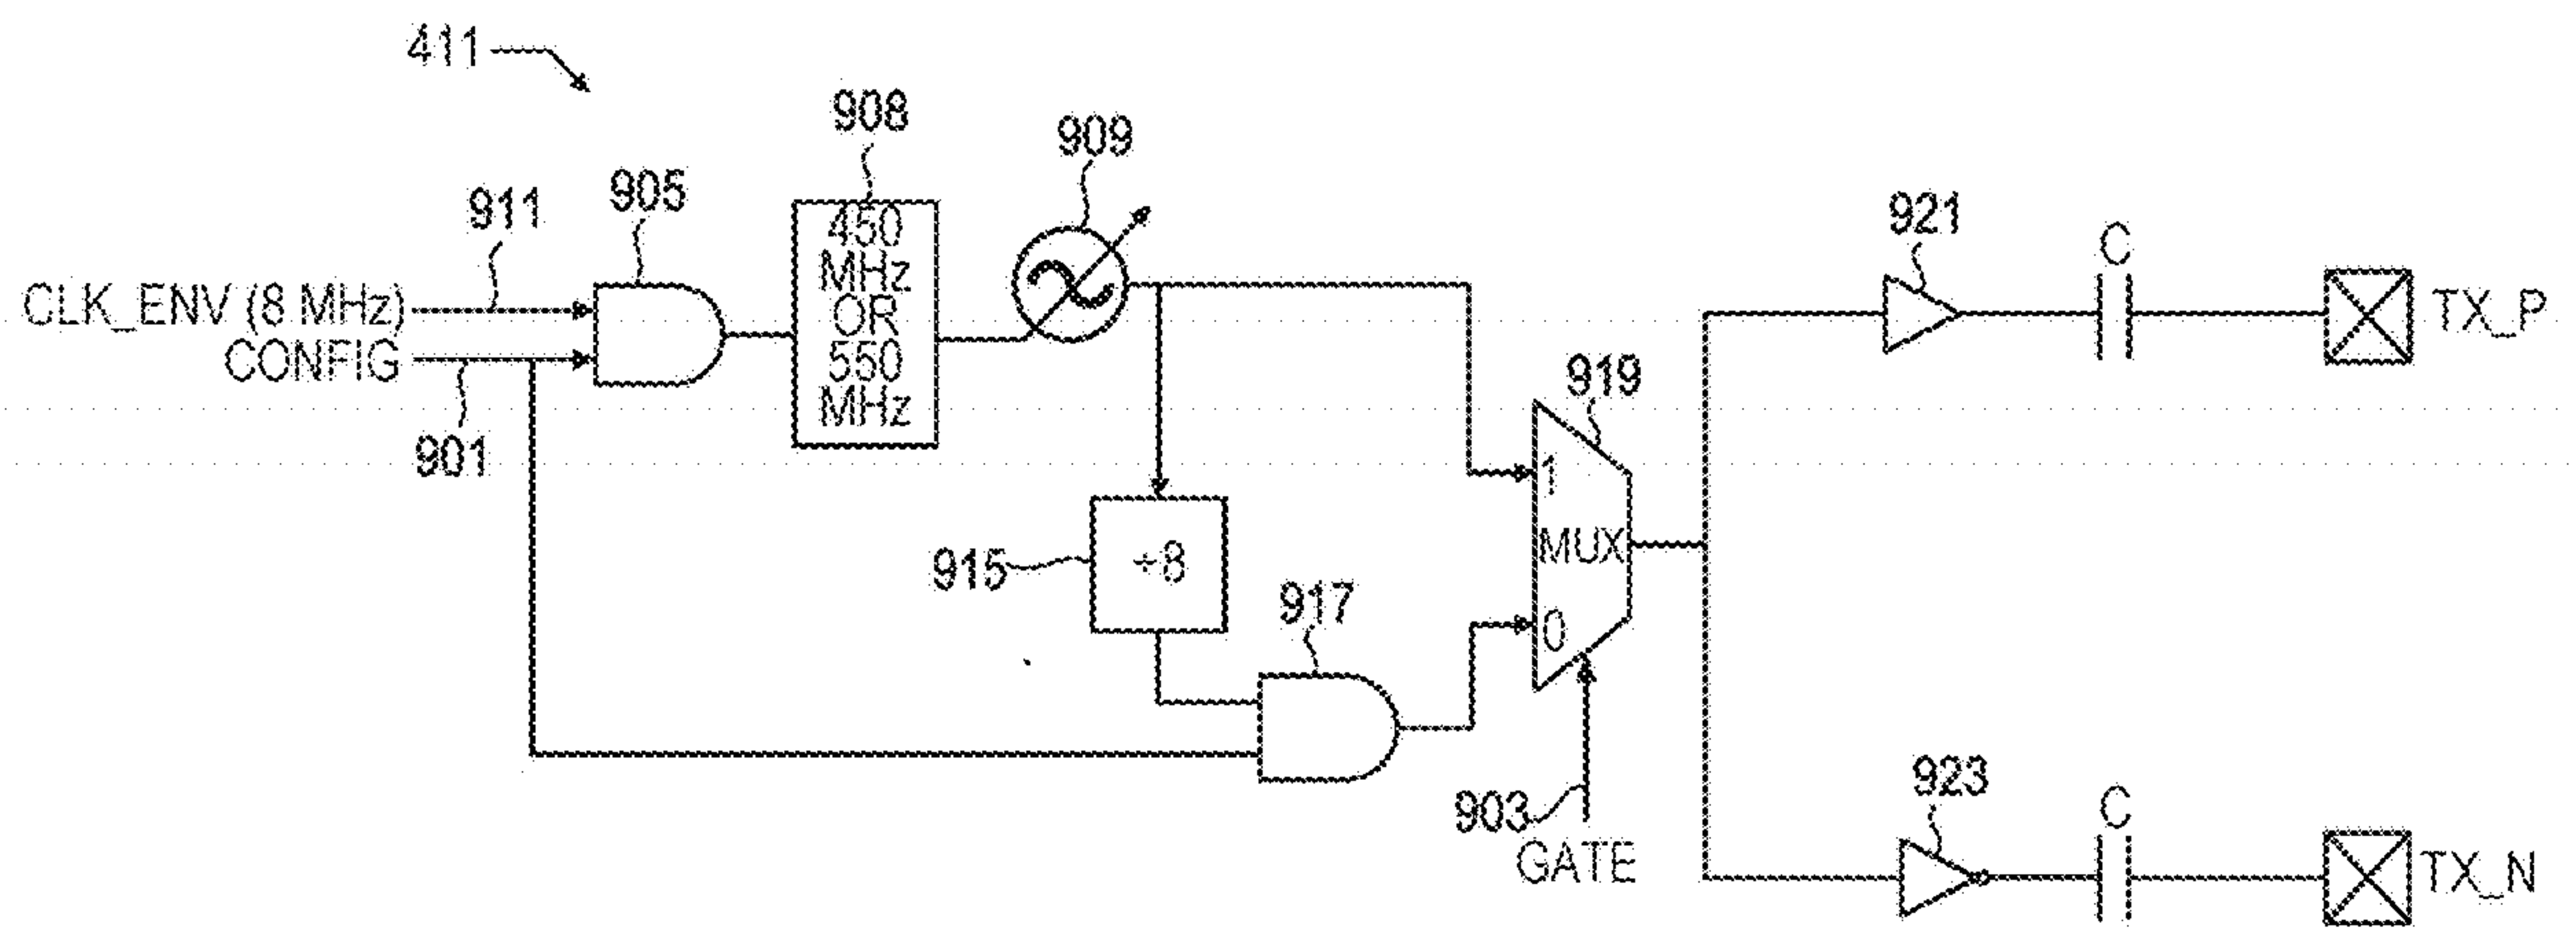 411
908
909
905
911
921
C
450
MHz
OR
550
MHz
CLK_ENV (8 MHz)
CONFIG
TX_P
901
919
1
915
÷8
MUX
917
0
903
GATE
923
C
TX_N